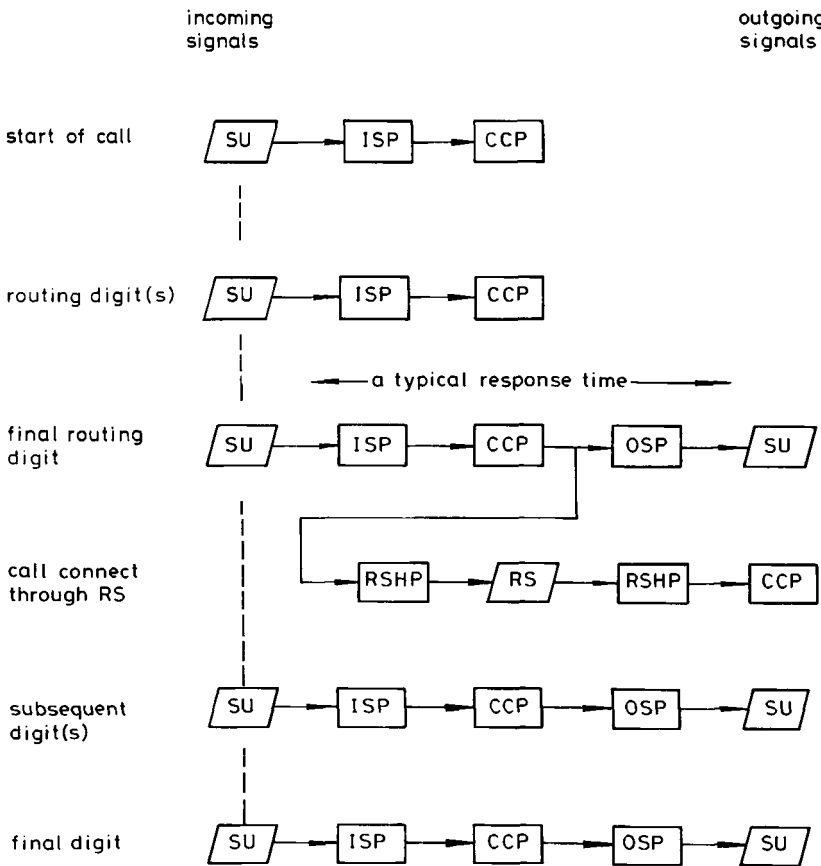 incoming signals
outgoing signals
start of call
SU ISP CCP
routing digit(s)
SU ISP CCP
a typical response time
final routing digit
SU ISP CCP OSP SU
call connect through RS
RSHP RS RSHP CCP
subsequent digit(s)
SU ISP CCP OSP SU
final digit
SU ISP CCP OSP SU